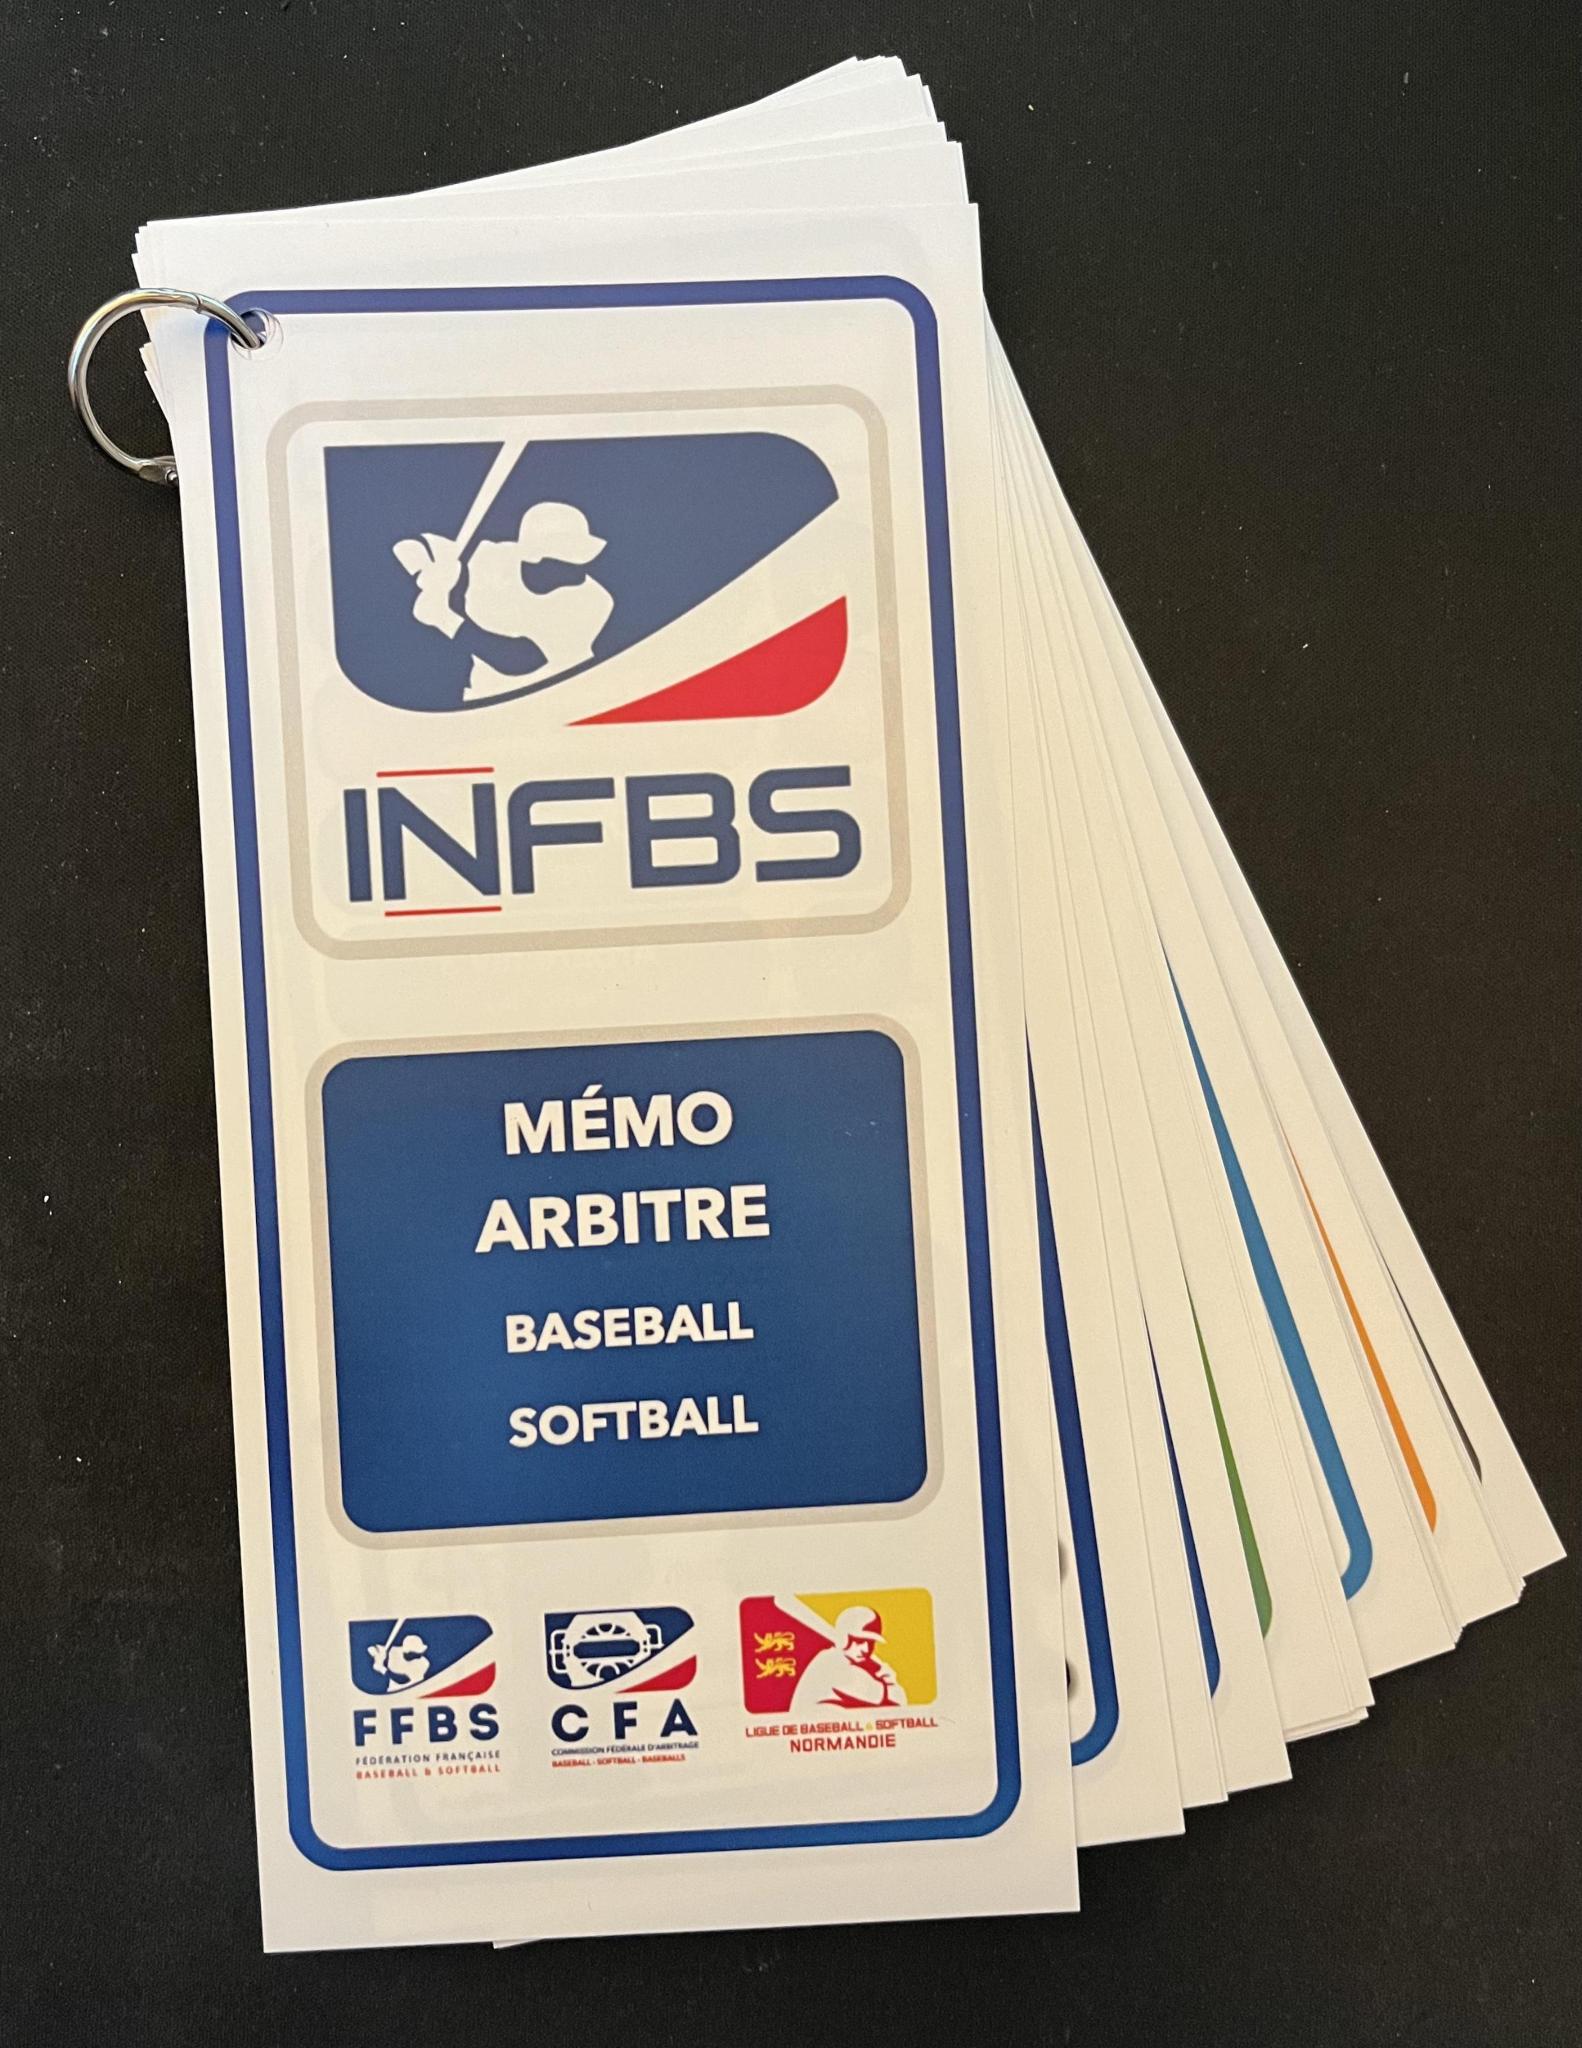 INFBS
MÉMO
ARBITRE
BASEBALL
SOFTBALL
FFBS
FÉDÉRATION FRANÇAISE
BASEBALL & SOFTBALL
CFA
COMMISSION FÉDÉRALE D'ARBITRAGE
BASEBALL - SOFTBALL - BASEBALL5
LIGUE DE BASEBALL & SOFTBALL
NORMANDIE